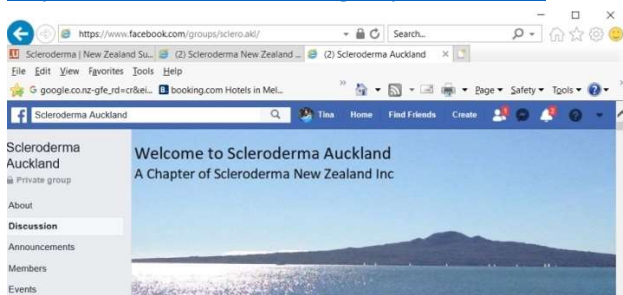 https://www.facebook.com/groups/sclero.akl/
Search...
Scleroderma | New Zealand Su...
(2) Scleroderma New Zealand ...
(2) Scleroderma Auckland
File Edit View Favorites Tools Help
google.co.nz-gfe_rd=cr&ei...
booking.com Hotels in Mel...
Page
Safety
Tools
Scleroderma Auckland
Tina
Home
Find Friends
Create
Scleroderma
Auckland
Private group
About
Discussion
Announcements
Members
Events
Welcome to Scleroderma Auckland
A Chapter of Scleroderma New Zealand Inc